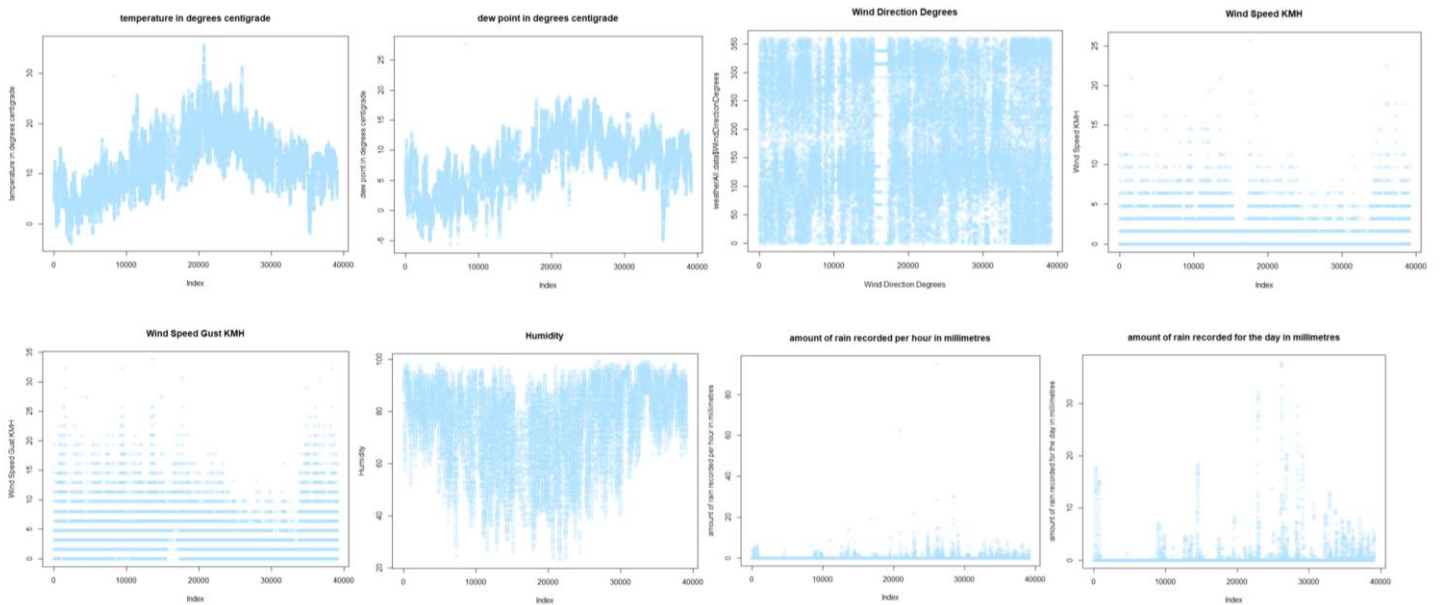 temperature in degrees centigrade
temperature in degrees centigrade
0 10 20 30
0 10000 20000 30000 40000
Index
dew point in degrees centigrade
dew point in degrees centigrade
-5 0 5 10 15 20 25
0 10000 20000 30000 40000
Index
Wind Direction Degrees
weatherAll.data$WindDirectionDegrees
0 50 100 150 200 250 300 350
0 10000 20000 30000 40000
Wind Direction Degrees
Wind Speed KMH
Wind Speed KMH
0 5 10 15 20 25
0 10000 20000 30000 40000
Index
Wind Speed Gust KMH
Wind Speed Gust KMH
0 5 10 15 20 25 30 35
0 10000 20000 30000 40000
Index
Humidity
Humidity
20 40 60 80 100
0 10000 20000 30000 40000
Index
amount of rain recorded per hour in millimetres
amount of rain recorded per hour in millimetres
0 20 40 60 80
0 10000 20000 30000 40000
Index
amount of rain recorded for the day in millimetres
amount of rain recorded for the day in millimetres
0 10 20 30
0 10000 20000 30000 40000
Index